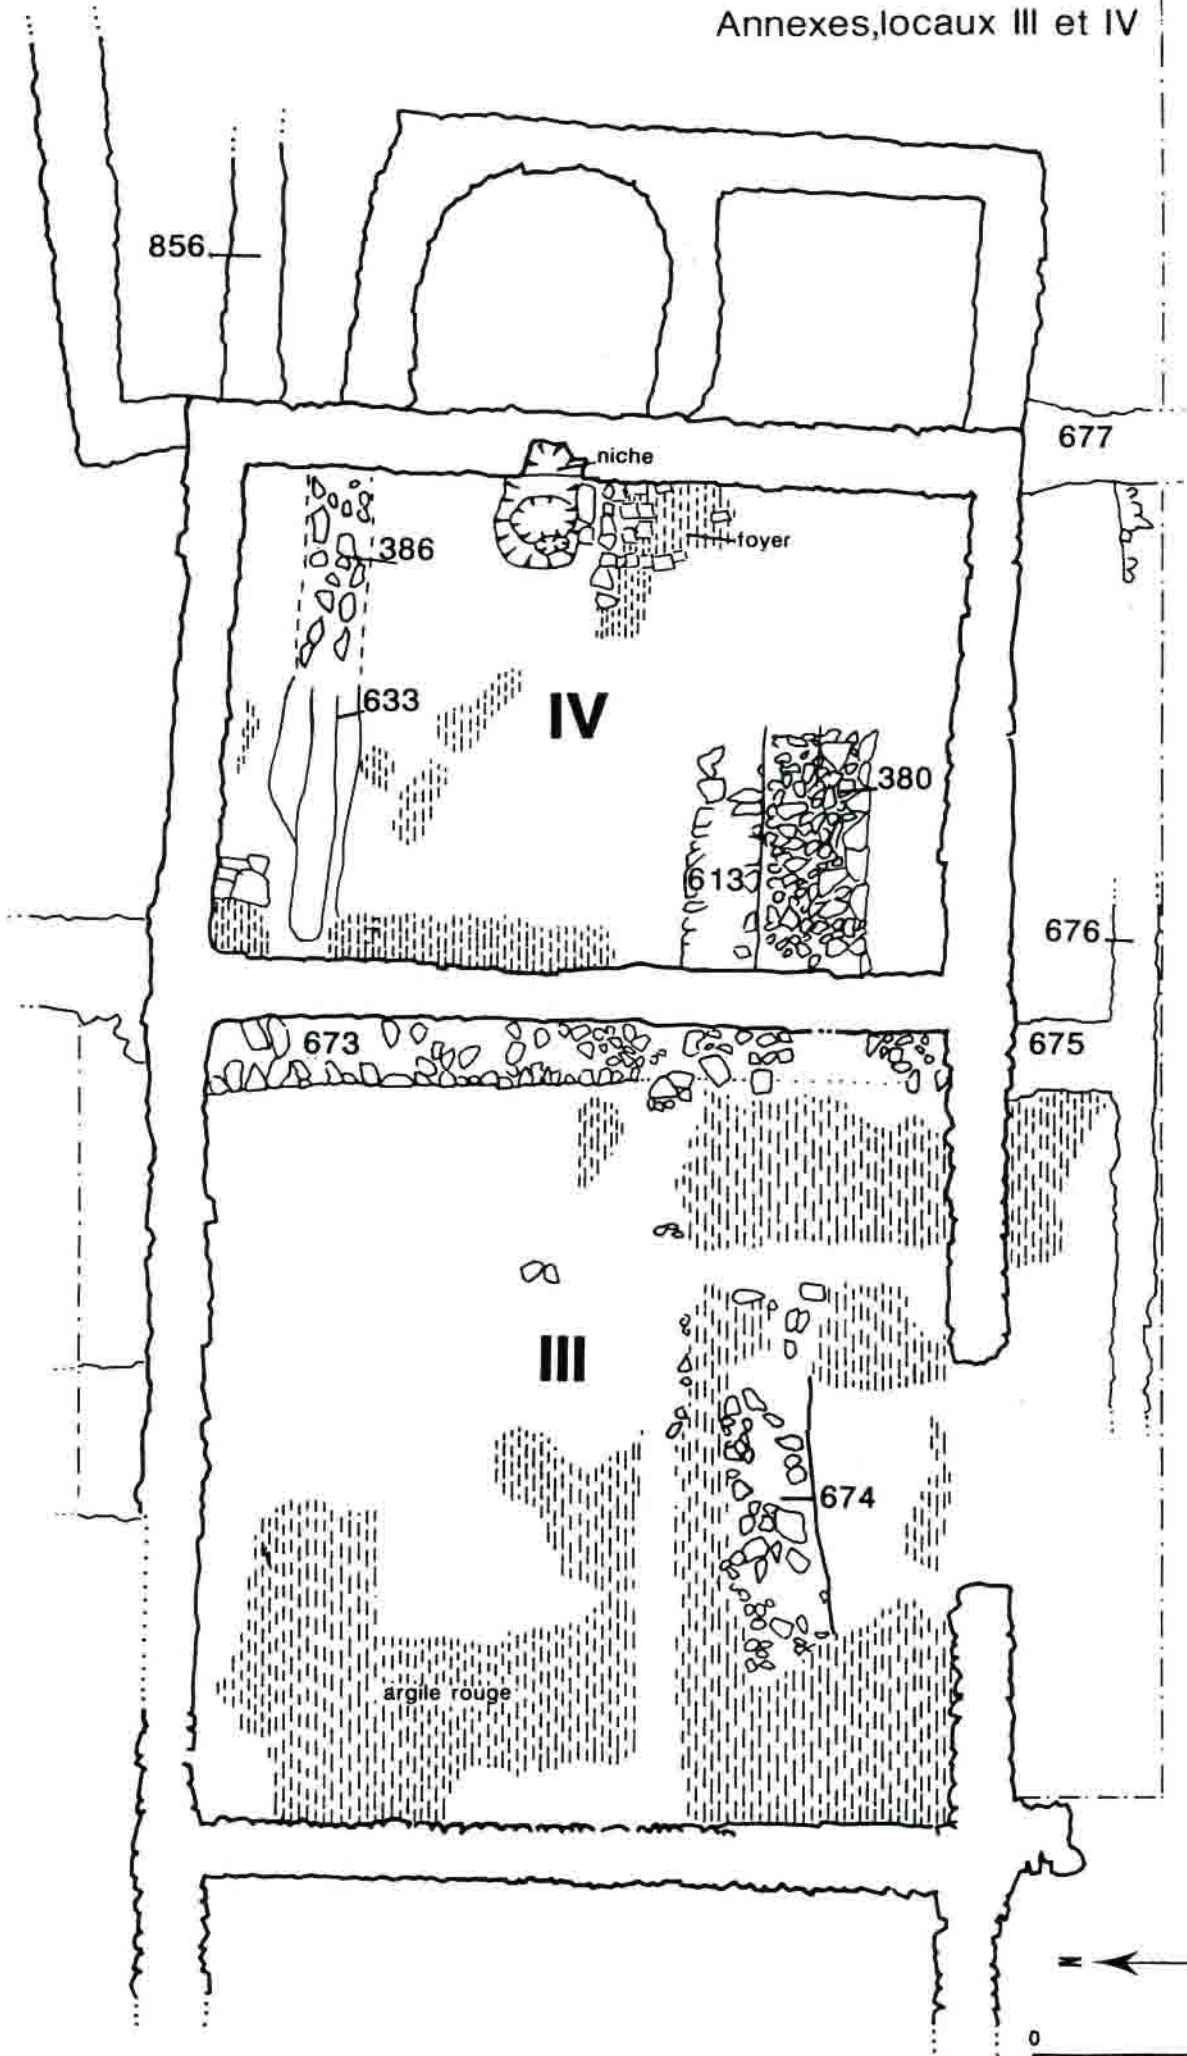 Annexes,locaux III et IV
856
677
niche
foyer
386
633
IV
380
613
676
673
675
III
674
argile rouge
N
0